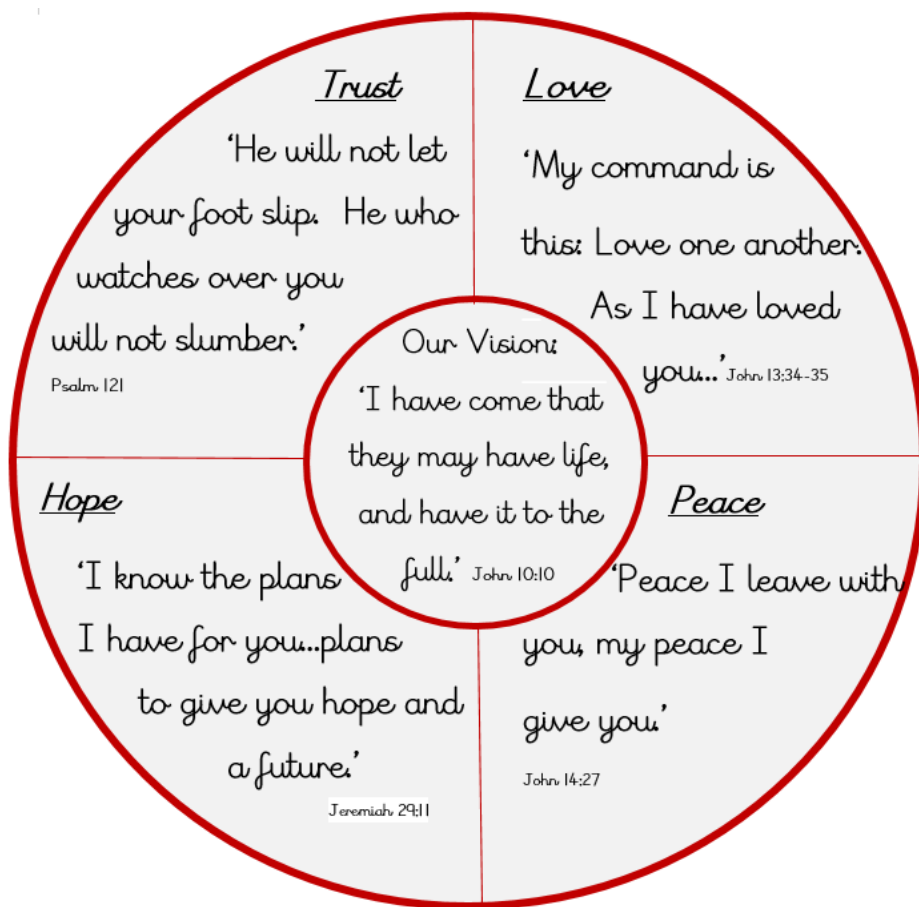 Trust
‘He will not let
your foot slip. He who
watches over you
will not slumber.’
Psalm 121
Love
‘My command is
this: Love one another.
As I have loved
you...’ John 13:34-35
Our Vision:
‘I have come that
they may have life,
and have it to the
full.’ John 10:10
Hope
‘I know the plans
I have for you...plans
to give you hope and
a future.’
Jeremiah 29:11
Peace
‘Peace I leave with
you, my peace I
give you.’
John 14:27